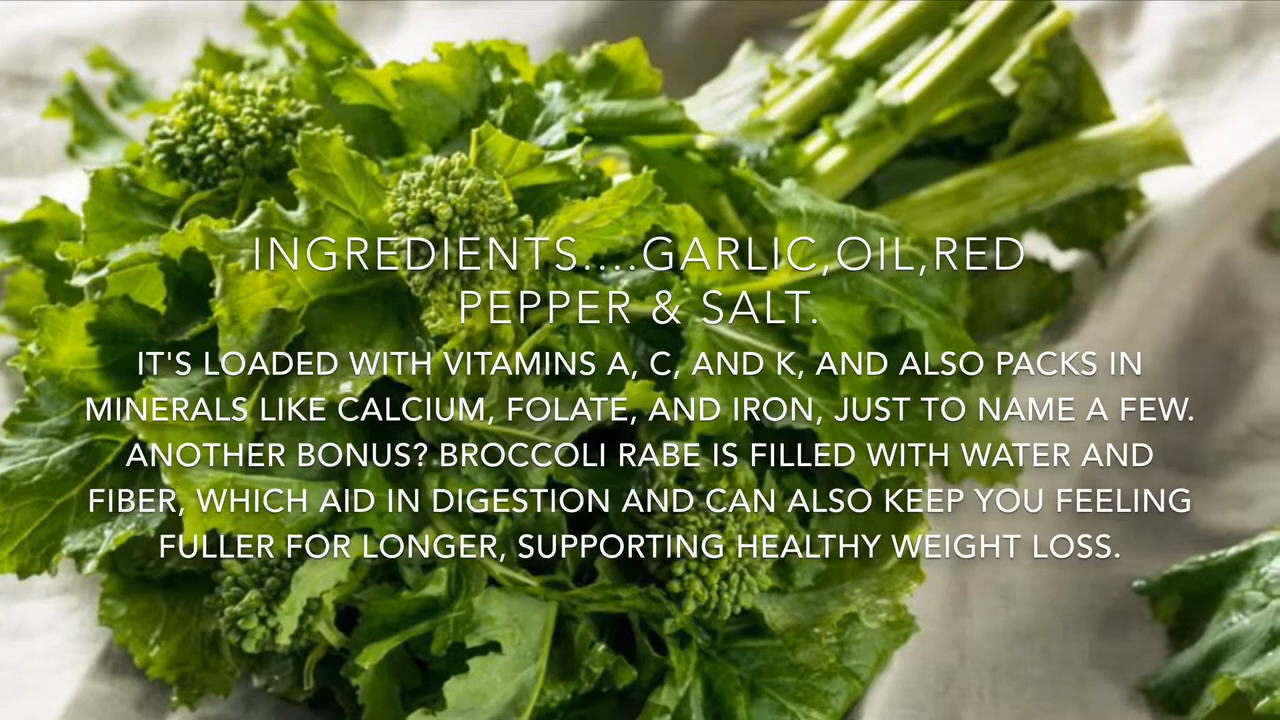 INGREDIENTS....GARLIC,OIL,RED
PEPPER & SALT.
IT'S LOADED WITH VITAMINS A, C, AND K, AND ALSO PACKS IN
MINERALS LIKE CALCIUM, FOLATE, AND IRON, JUST TO NAME A FEW.
ANOTHER BONUS? BROCCOLI RABE IS FILLED WITH WATER AND
FIBER, WHICH AID IN DIGESTION AND CAN ALSO KEEP YOU FEELING
FULLER FOR LONGER, SUPPORTING HEALTHY WEIGHT LOSS.